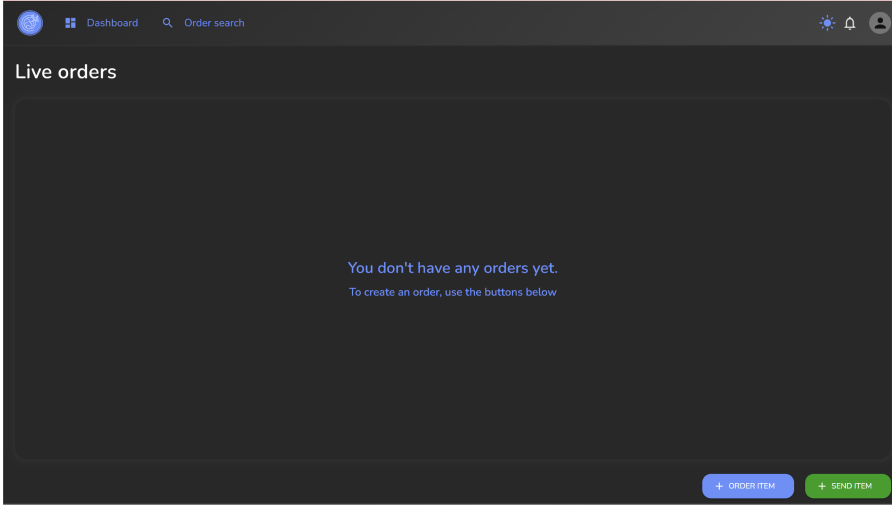 Dashboard
Order search
Live orders
You don't have any orders yet.
To create an order, use the buttons below
+ ORDER ITEM
+ SEND ITEM